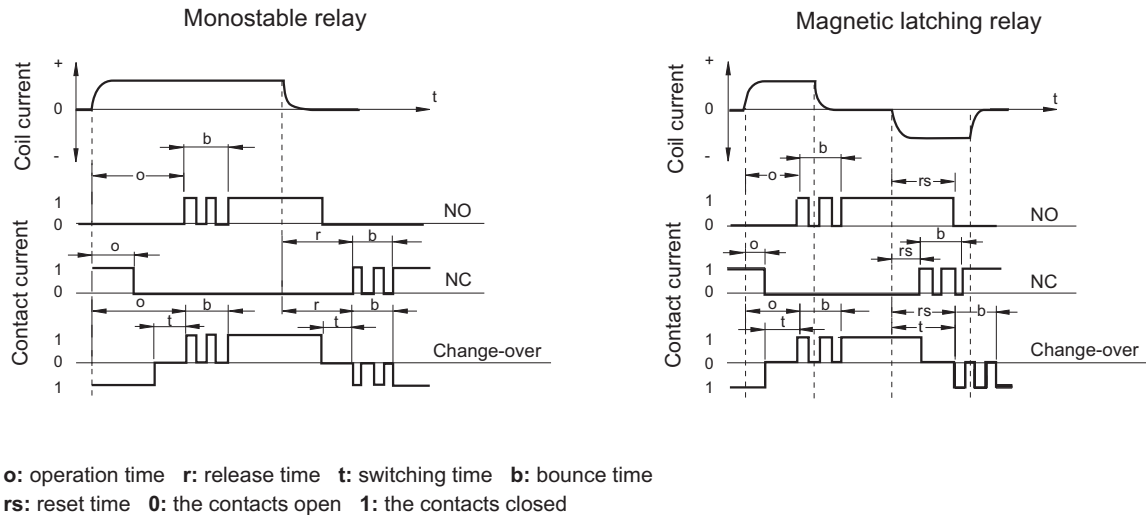 Monostable relay
Magnetic latching relay
Coil current
+
0
-
t
b
o
Contact current
1
0
NO
o
r
b
1
0
NC
o
b
r
b
t
t
1
0
1
Change-over
Coil current
+
0
-
t
b
o
rs
Contact current
1
0
NO
o
b
rs
1
0
NC
o
b
rs
b
t
t
1
0
1
Change-over
o: operation time r: release time t: switching time b: bounce time
rs: reset time 0: the contacts open 1: the contacts closed